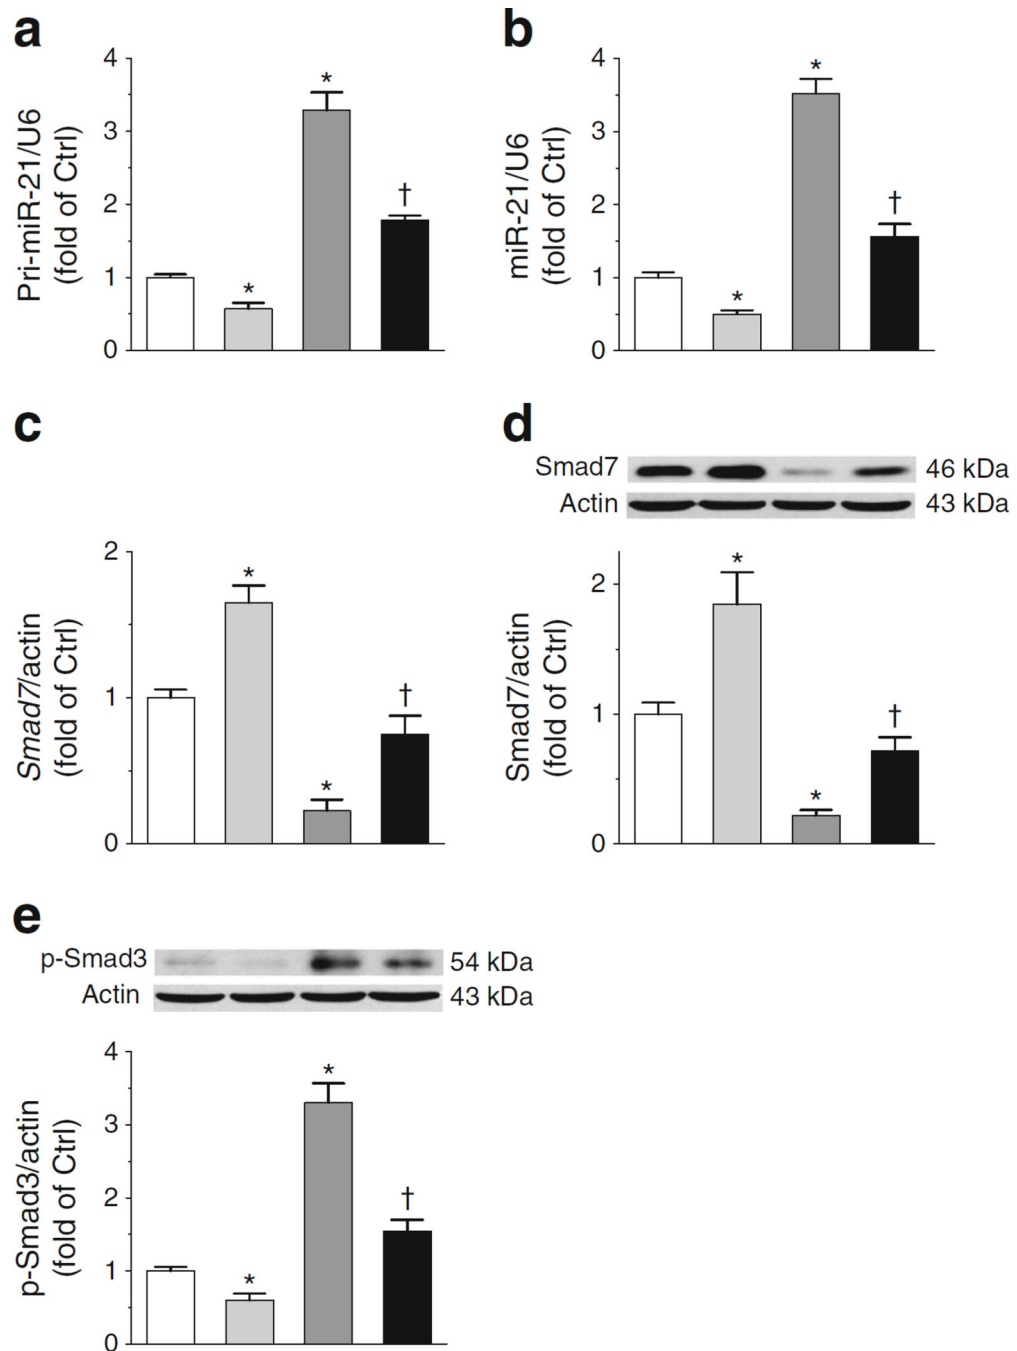 a
Pri-miR-21/U6
(fold of Ctrl)
4
3
2
1
0
*
*
†
b
miR-21/U6
(fold of Ctrl)
4
3
2
1
0
*
*
†
c
Smad7/actin
(fold of Ctrl)
2
1
0
*
*
†
d
Smad7 46 kDa
Actin 43 kDa
Smad7/actin
(fold of Ctrl)
2
1
0
*
*
†
e
p-Smad3 54 kDa
Actin 43 kDa
p-Smad3/actin
(fold of Ctrl)
4
3
2
1
0
*
*
†